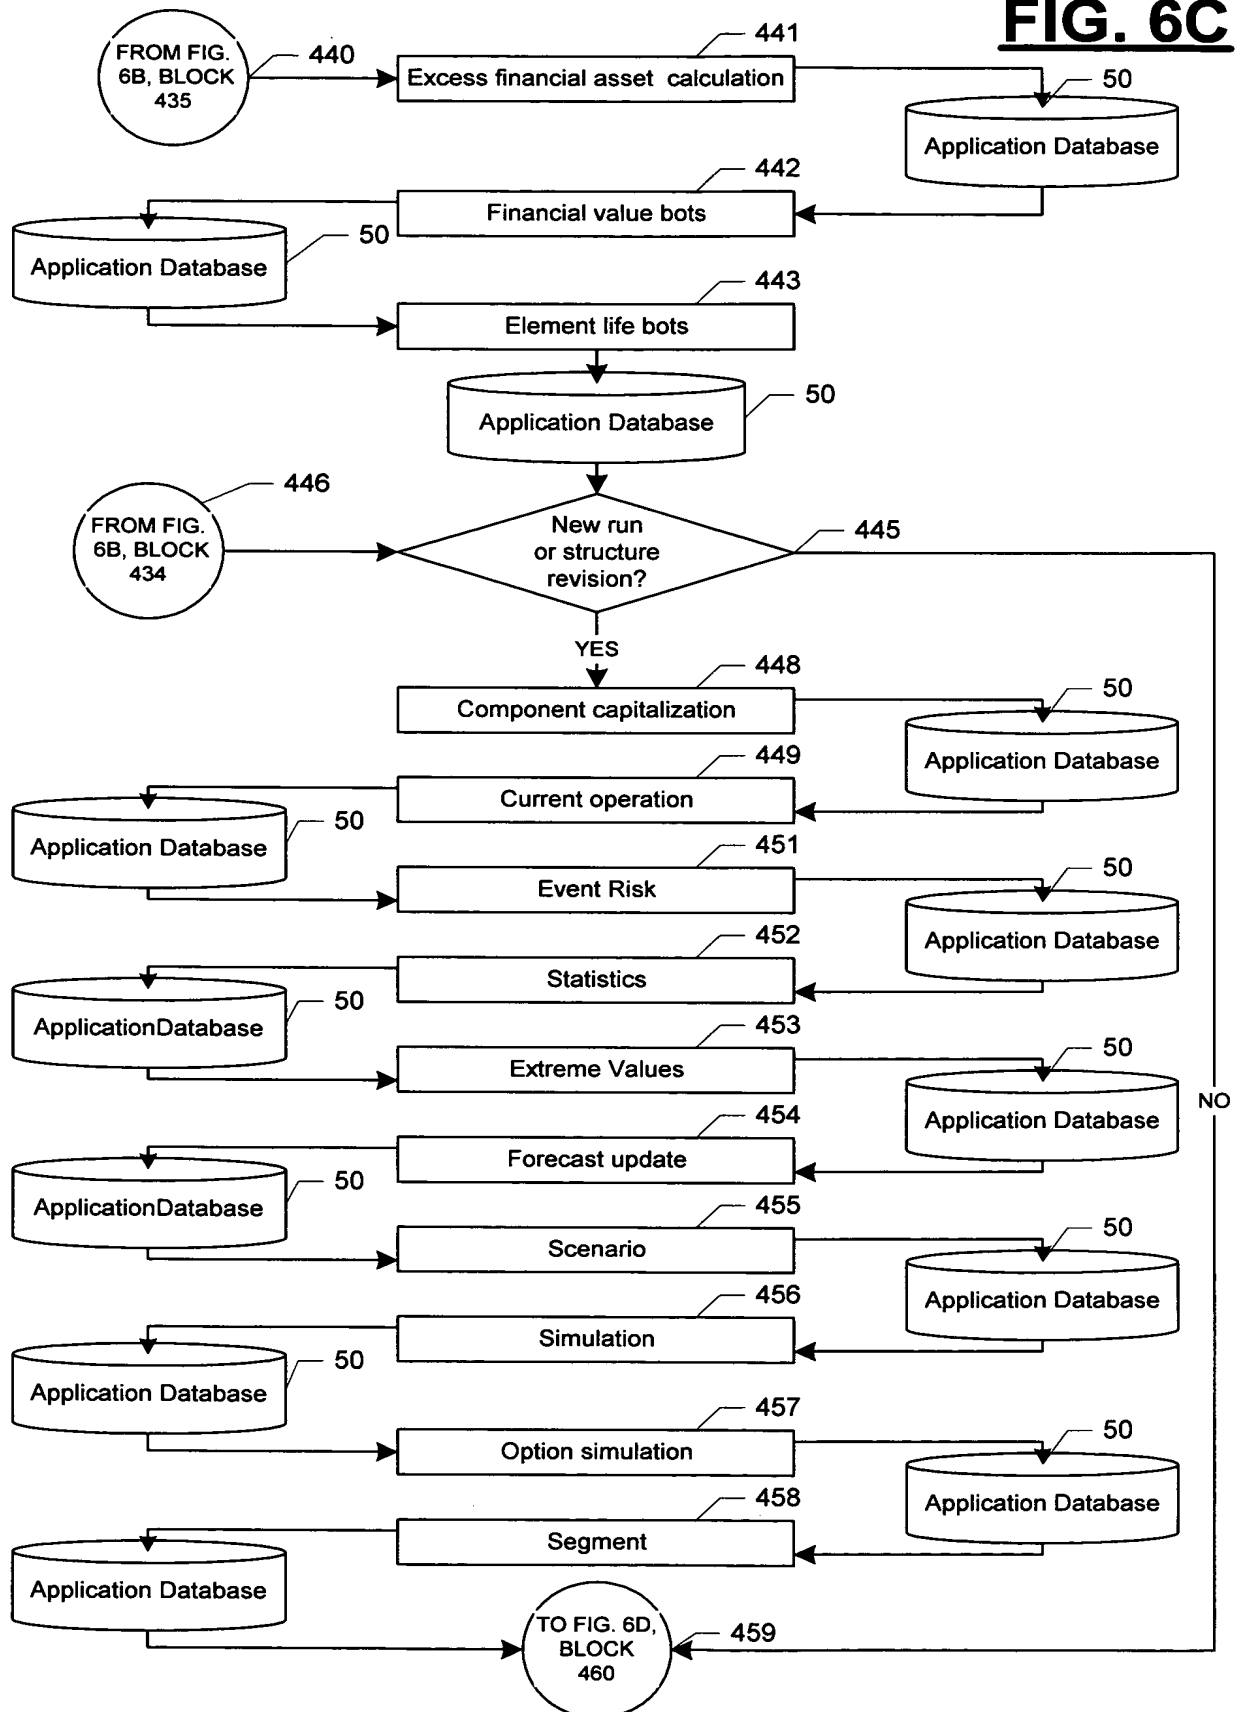 FIG. 6C
FROM FIG.
6B, BLOCK
435
440
441
Excess financial asset calculation
50
Application Database
442
Financial value bots
50
Application Database
443
Element life bots
50
Application Database
446
FROM FIG.
6B, BLOCK
434
New run
or structure
revision?
445
YES
448
Component capitalization
50
Application Database
449
Current operation
50
Application Database
451
Event Risk
50
Application Database
452
Statistics
50
ApplicationDatabase
453
Extreme Values
50
Application Database
NO
454
Forecast update
50
ApplicationDatabase
455
Scenario
50
Application Database
456
Simulation
50
Application Database
457
Option simulation
50
Application Database
458
Segment
Application Database
TO FIG. 6D,
BLOCK
460
459